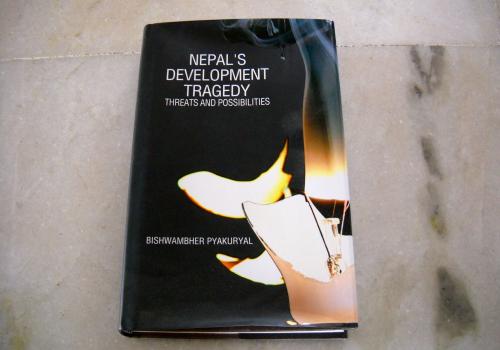 NEPAL'S
DEVELOPMENT
TRAGEDY
THREATS AND POSSIBILITIES
BISHWAMBHER PYAKURYAL